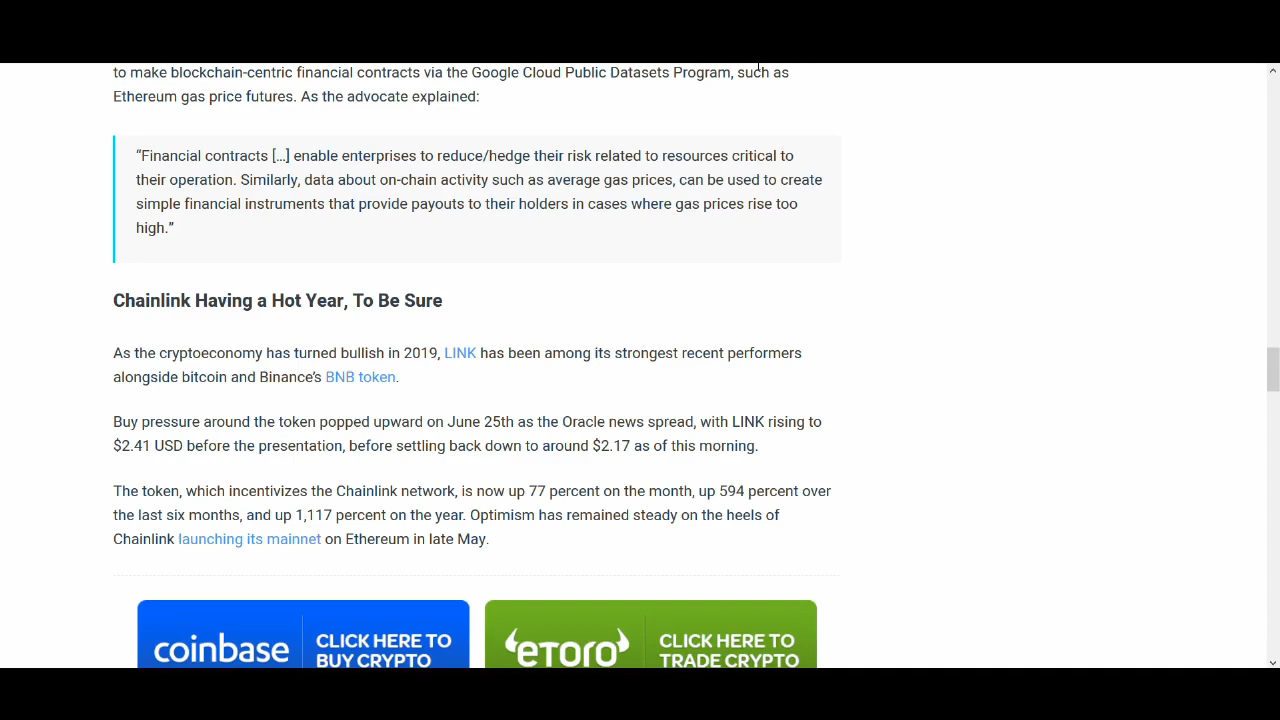 to make blockchain-centric financial contracts via the Google Cloud Public Datasets Program, such as
Ethereum gas price futures. As the advocate explained:
“Financial contracts […] enable enterprises to reduce/hedge their risk related to resources critical to
their operation. Similarly, data about on-chain activity such as average gas prices, can be used to create
simple financial instruments that provide payouts to their holders in cases where gas prices rise too
high.”
Chainlink Having a Hot Year, To Be Sure
As the cryptoeconomy has turned bullish in 2019, LINK has been among its strongest recent performers
alongside bitcoin and Binance’s BNB token.
Buy pressure around the token popped upward on June 25th as the Oracle news spread, with LINK rising to
$2.41 USD before the presentation, before settling back down to around $2.17 as of this morning.
The token, which incentivizes the Chainlink network, is now up 77 percent on the month, up 594 percent over
the last six months, and up 1,117 percent on the year. Optimism has remained steady on the heels of
Chainlink launching its mainnet on Ethereum in late May.
coinbase CLICK HERE TO
BUY CRYPTO
eToro CLICK HERE TO
TRADE CRYPTO